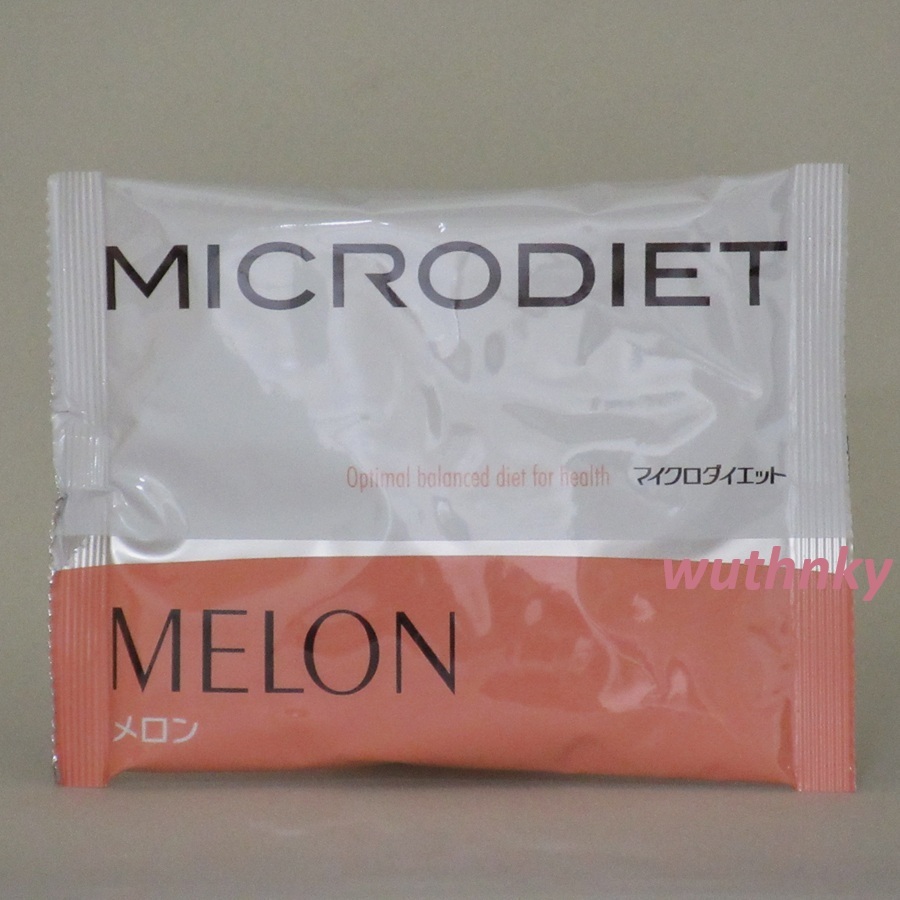 MICRODIET
Optimal balanced diet for health マイクロダイエット
wuthnky
MELON
メロン